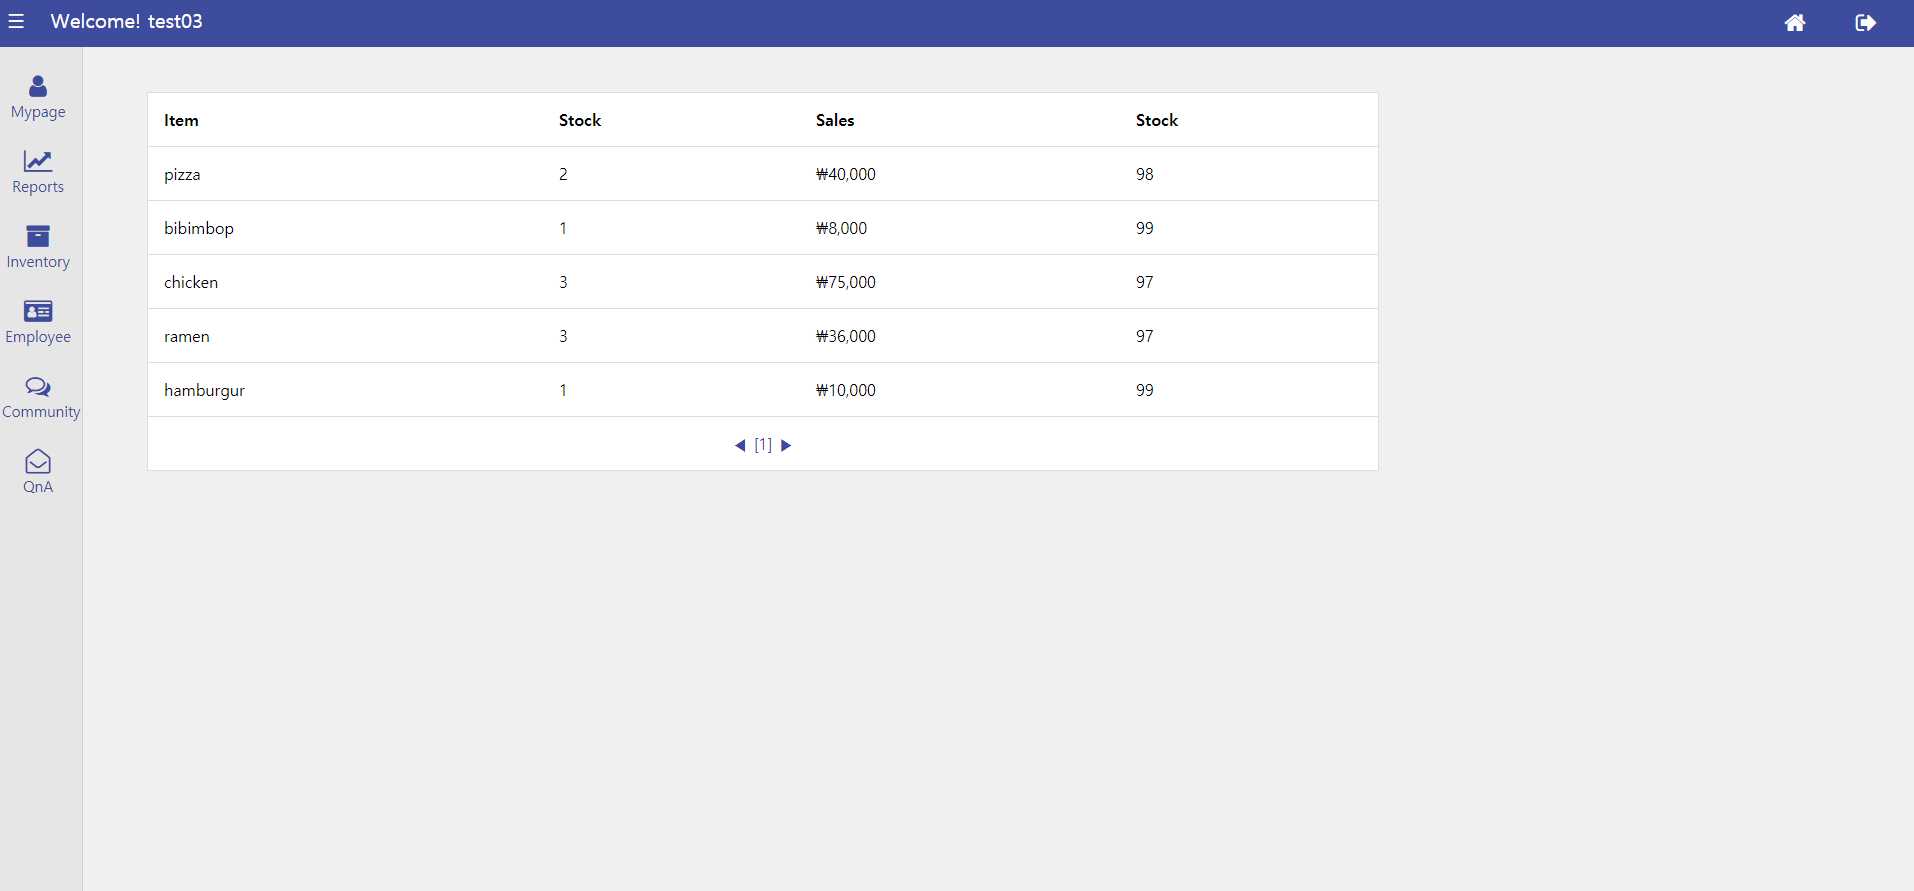 Welcome! test03
Mypage
Reports
Inventory
Employee
Community
QnA
Item Stock Sales Stock
pizza 2 ₩40,000 98
bibimbop 1 ₩8,000 99
chicken 3 ₩75,000 97
ramen 3 ₩36,000 97
hamburgur 1 ₩10,000 99
◀ [1] ▶